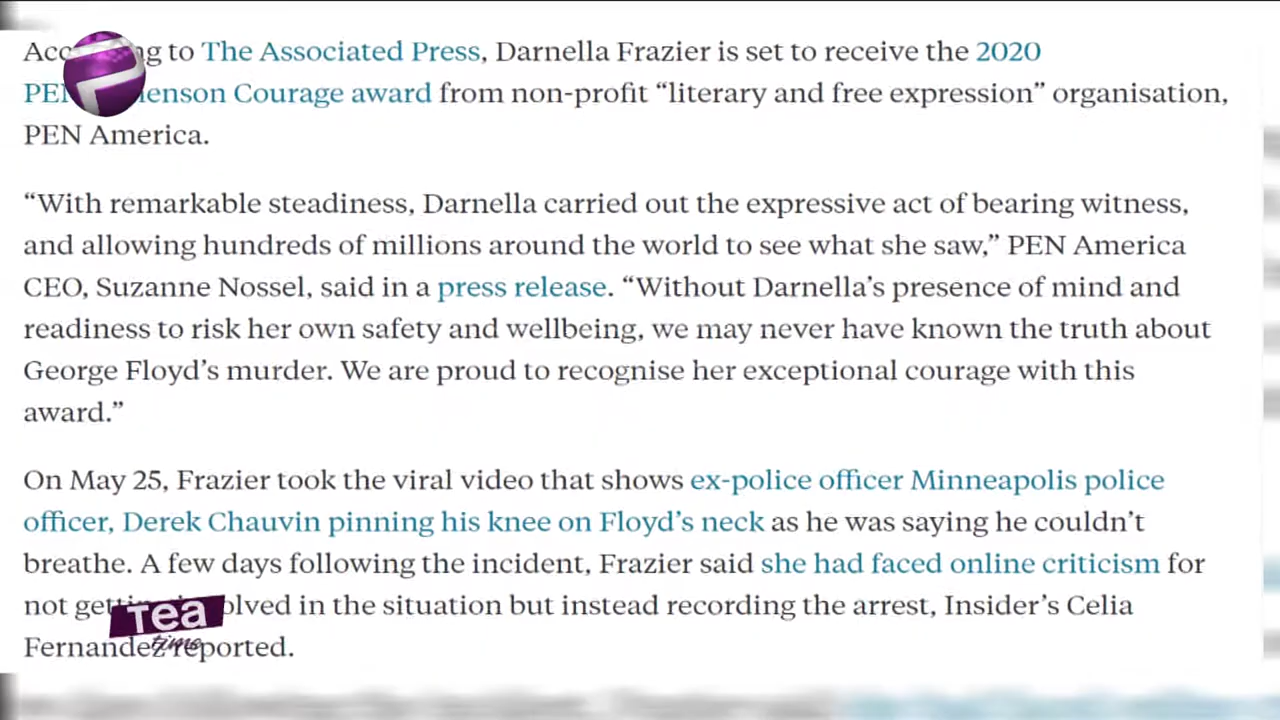 According to The Associated Press, Darnella Frazier is set to receive the 2020
PEN/Benenson Courage award from non-profit “literary and free expression” organisation,
PEN America.
“With remarkable steadiness, Darnella carried out the expressive act of bearing witness,
and allowing hundreds of millions around the world to see what she saw,” PEN America
CEO, Suzanne Nossel, said in a press release. “Without Darnella’s presence of mind and
readiness to risk her own safety and wellbeing, we may never have known the truth about
George Floyd’s murder. We are proud to recognise her exceptional courage with this
award.”
On May 25, Frazier took the viral video that shows ex-police officer Minneapolis police
officer, Derek Chauvin pinning his knee on Floyd’s neck as he was saying he couldn’t
breathe. A few days following the incident, Frazier said she had faced online criticism for
not getting involved in the situation but instead recording the arrest, Insider’s Celia
Fernandez reported.
Tea
time